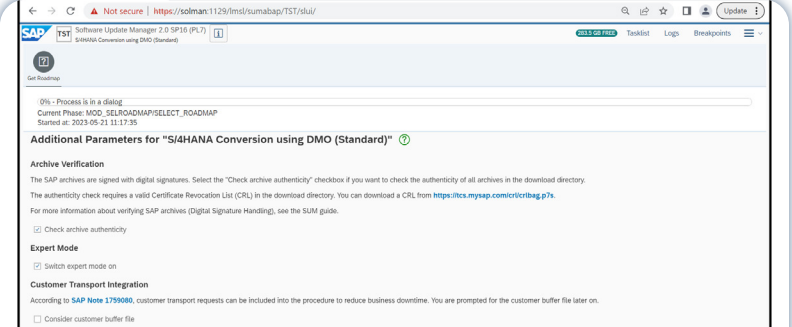 Not secure | https://solman:1129/lmsl/sumabap/TST/slui/
Update
SAP TST Software Update Manager 2.0 SP16 (PL7)
S/4HANA Conversion using DMO (Standard)
283.5 GB FREE Tasklist Logs Breakpoints
Get Roadmap
0% - Process is in a dialog
Current Phase: MOD_SELROADMAP/SELECT_ROADMAP
Started at: 2023-05-21 11:17:35
Additional Parameters for "S/4HANA Conversion using DMO (Standard)"
Archive Verification
The SAP archives are signed with digital signatures. Select the "Check archive authenticity" checkbox if you want to check the authenticity of all archives in the download directory.
The authenticity check requires a valid Certificate Revocation List (CRL) in the download directory. You can download a CRL from https://tcs.mysap.com/crl/crlbag.p7s.
For more information about verifying SAP archives (Digital Signature Handling), see the SUM guide.
Check archive authenticity
Expert Mode
Switch expert mode on
Customer Transport Integration
According to SAP Note 1759080, customer transport requests can be included into the procedure to reduce business downtime. You are prompted for the customer buffer file later on.
Consider customer buffer file